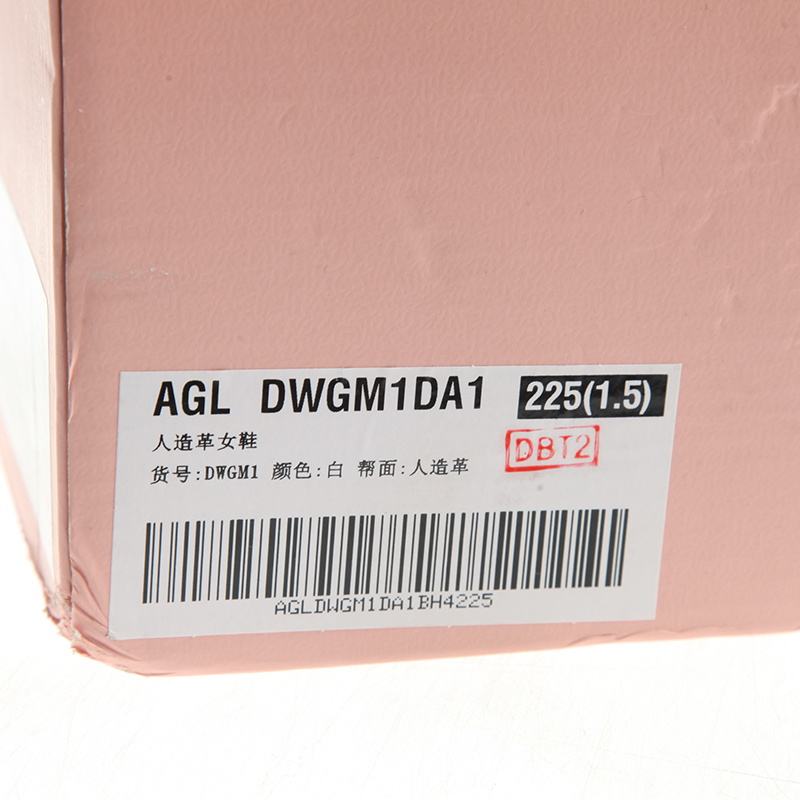 AGL DWGM1DA1 225(1.5)
人造革女鞋
DBT2
货号:DWGM1 颜色:白 帮面:人造革
AGLDWGM1DA1BH4225